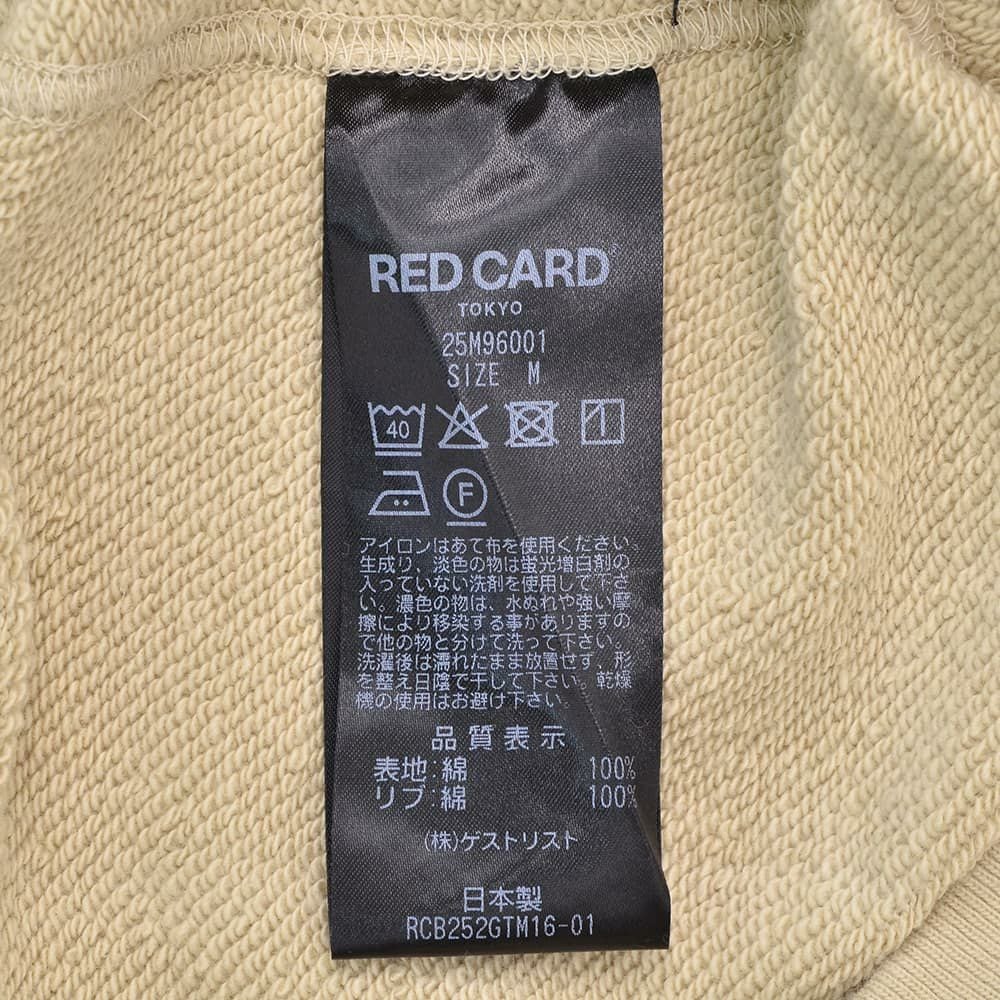 RED CARD®
TOKYO
25M96001
SIZE M
40
F
アイロンはあて布を使用ください。
生成り、淡色の物は蛍光増白剤の
入っていない洗剤を使用して下さ
い。濃色の物は、水ぬれや強い摩
擦により移染する事がありますの
で他の物と分けて洗って下さい。
洗濯後は濡れたまま放置せず、形
を整え日陰で干して下さい。乾燥
機の使用はお避け下さい。
品質表示
表地:綿 100%
リブ:綿 100%
(株)ゲストリスト
日本製
RCB252GTM16-01